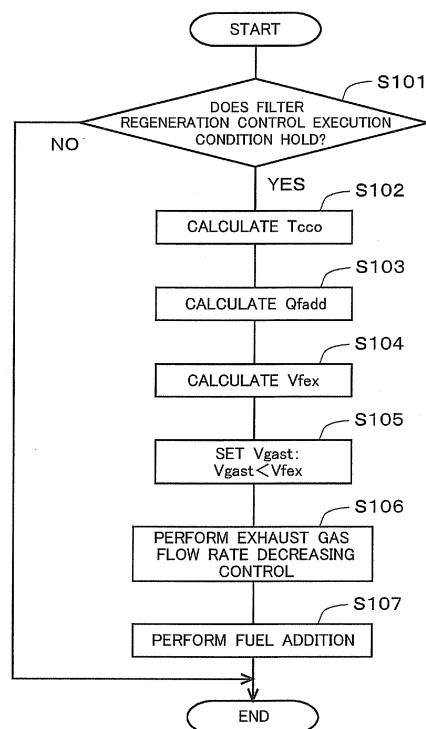 START
S101
DOES FILTER
REGENERATION CONTROL EXECUTION
CONDITION HOLD?
NO
YES
S102
CALCULATE Tcco
S103
CALCULATE Qfadd
S104
CALCULATE Vfex
S105
SET Vgast:
Vgast<Vfex
S106
PERFORM EXHAUST GAS
FLOW RATE DECREASING
CONTROL
S107
PERFORM FUEL ADDITION
END